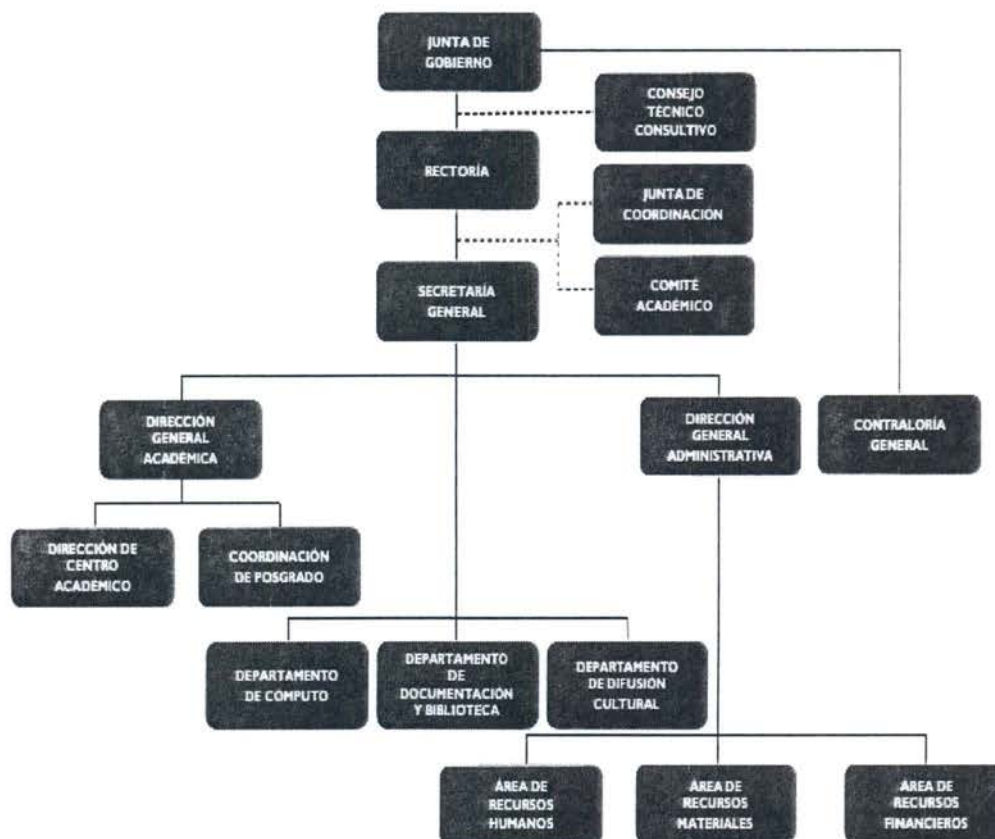 JUNTA DE
GOBIERNO
CONSEJO
TÉCNICO
CONSULTIVO
RECTORÍA
JUNTA DE
COORDINACIÓN
SECRETARÍA
GENERAL
COMITÉ
ACADÉMICO
DIRECCIÓN
GENERAL
ACADÉMICA
DIRECCIÓN
GENERAL
ADMINISTRATIVA
CONTRALORÍA
GENERAL
DIRECCIÓN DE
CENTRO
ACADÉMICO
COORDINACIÓN
DE POSGRADO
DEPARTAMENTO
DE CÓMPUTO
DEPARTAMENTO
DE
DOCUMENTACIÓN
Y BIBLIOTECA
DEPARTAMENTO
DE DIFUSIÓN
CULTURAL
ÁREA DE
RECURSOS
HUMANOS
ÁREA DE
RECURSOS
MATERIALES
ÁREA DE
RECURSOS
FINANCIEROS